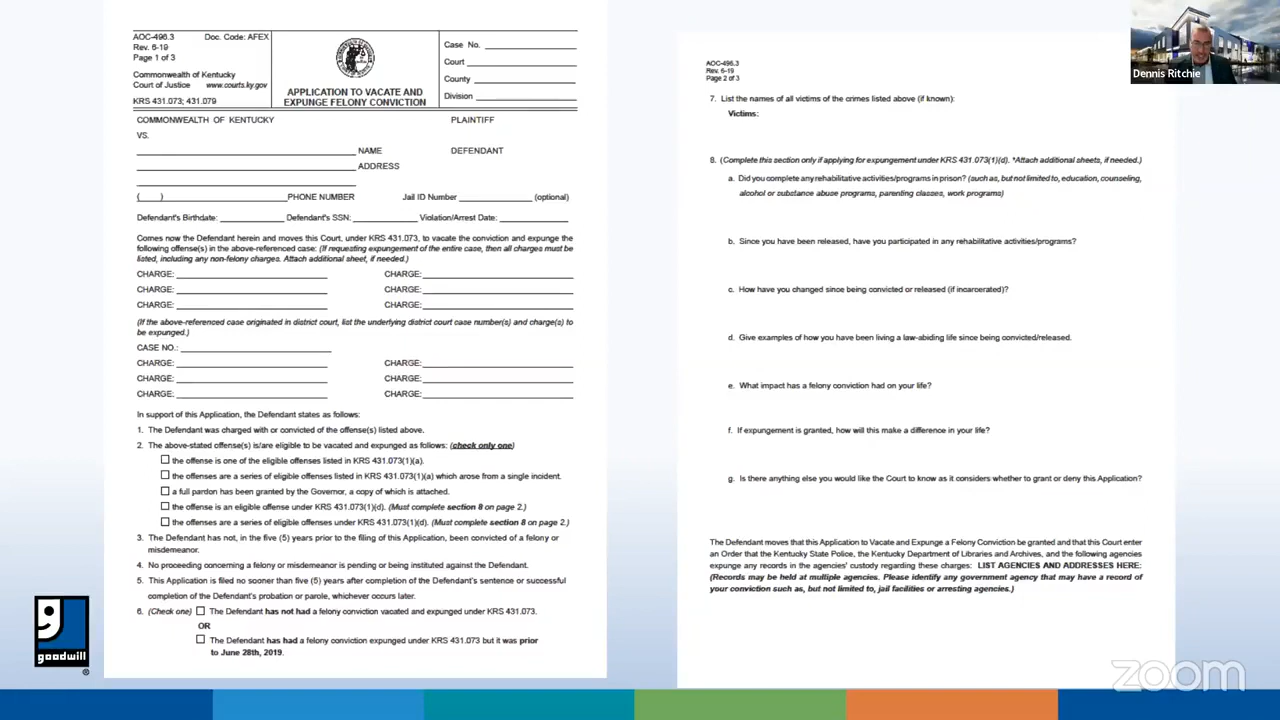 AOC-496.3 Doc. Code: AFEX
Rev. 6-19
Page 1 of 3
Commonwealth of Kentucky
Court of Justice www.courts.ky.gov
KRS 431.073; 431.079
APPLICATION TO VACATE AND
EXPUNGE FELONY CONVICTION
Case No.
Court
County
Division
COMMONWEALTH OF KENTUCKY PLAINTIFF
VS.
NAME DEFENDANT
ADDRESS
( ) PHONE NUMBER Jail ID Number (optional)
Defendant's Birthdate: Defendant's SSN: Violation/Arrest Date:
Comes now the Defendant herein and moves this Court, under KRS 431.073, to vacate the conviction and expunge the
following offense(s) in the above-referenced case: (If requesting expungement of the entire case, then all charges must be
listed, including any non-felony charges. Attach additional sheet, if needed.)
CHARGE: CHARGE:
CHARGE: CHARGE:
CHARGE: CHARGE:
(If the above-referenced case originated in district court, list the underlying district court case number(s) and charge(s) to
be expunged.)
CASE NO.:
CHARGE: CHARGE:
CHARGE: CHARGE:
CHARGE: CHARGE:
In support of this Application, the Defendant states as follows:
1. The Defendant was charged with or convicted of the offense(s) listed above.
2. The above-stated offense(s) is/are eligible to be vacated and expunged as follows: (check only one)
the offense is one of the eligible offenses listed in KRS 431.073(1)(a).
the offenses are a series of eligible offenses listed in KRS 431.073(1)(a) which arose from a single incident.
a full pardon has been granted by the Governor, a copy of which is attached.
the offense is an eligible offense under KRS 431.073(1)(d). (Must complete section 8 on page 2.)
the offenses are a series of eligible offenses under KRS 431.073(1)(d). (Must complete section 8 on page 2.)
3. The Defendant has not, in the five (5) years prior to the filing of this Application, been convicted of a felony or
misdemeanor.
4. No proceeding concerning a felony or misdemeanor is pending or being instituted against the Defendant.
5. This Application is filed no sooner than five (5) years after completion of the Defendant's sentence or successful
completion of the Defendant's probation or parole, whichever occurs later.
6. (Check one) The Defendant has not had a felony conviction vacated and expunged under KRS 431.073.
OR
The Defendant has had a felony conviction expunged under KRS 431.073 but it was prior
to June 28th, 2019.
AOC-496.3
Rev. 6-19
Page 2 of 3
7. List the names of all victims of the crimes listed above (if known):
Victims:
8. (Complete this section only if applying for expungement under KRS 431.073(1)(d). *Attach additional sheets, if needed.)
a. Did you complete any rehabilitative activities/programs in prison? (such as, but not limited to, education, counseling,
alcohol or substance abuse programs, parenting classes, work programs)
b. Since you have been released, have you participated in any rehabilitative activities/programs?
c. How have you changed since being convicted or released (if incarcerated)?
d. Give examples of how you have been living a law-abiding life since being convicted/released.
e. What impact has a felony conviction had on your life?
f. If expungement is granted, how will this make a difference in your life?
g. Is there anything else you would like the Court to know as it considers whether to grant or deny this Application?
The Defendant moves that this Application to Vacate and Expunge a Felony Conviction be granted and that this Court enter
an Order that the Kentucky State Police, the Kentucky Department of Libraries and Archives, and the following agencies
expunge any records in the agencies' custody regarding these charges: LIST AGENCIES AND ADDRESSES HERE:
(Records may be held at multiple agencies. Please identify any government agency that may have a record of
your conviction such as, but not limited to, jail facilities or arresting agencies.)
Dennis Ritchie
goodwill
®
zoom